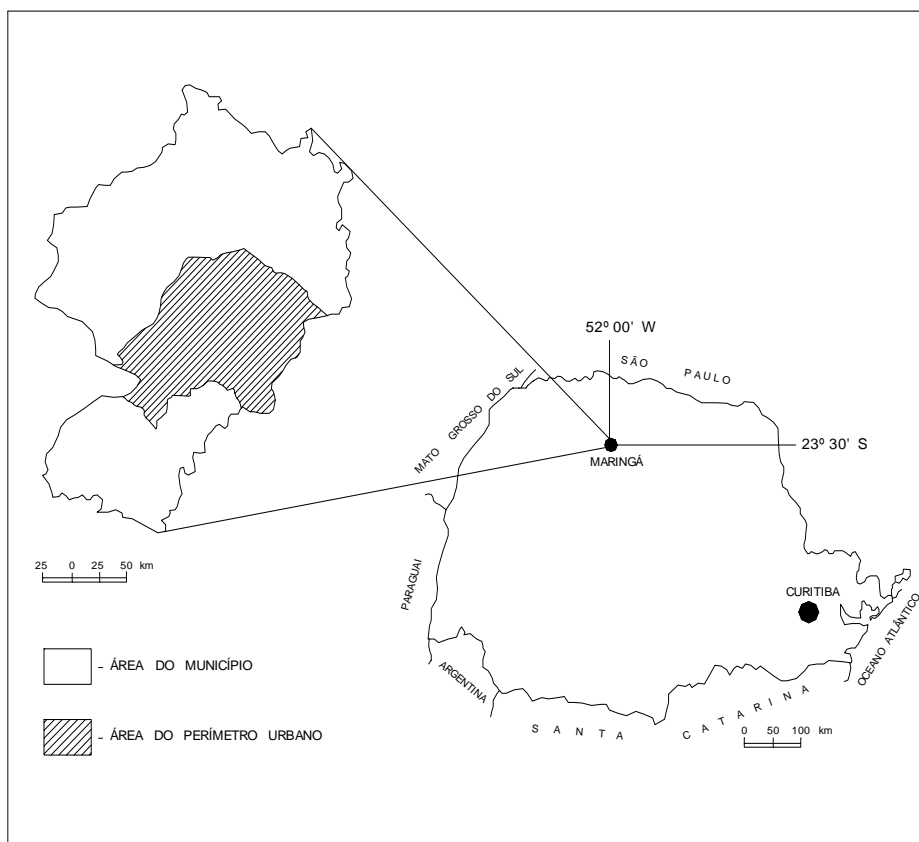 52º 00' W
SÃO PAULO
MATO GROSSO DO SUL
23º 30' S
MARINGÁ
25 0 25 50 km
PARAGUAI
CURITIBA
OCEANO ATLÂNTICO
ÁREA DO MUNICÍPIO
ARGENTINA
SANTA CATARINA
ÁREA DO PERÍMETRO URBANO
0 50 100 km